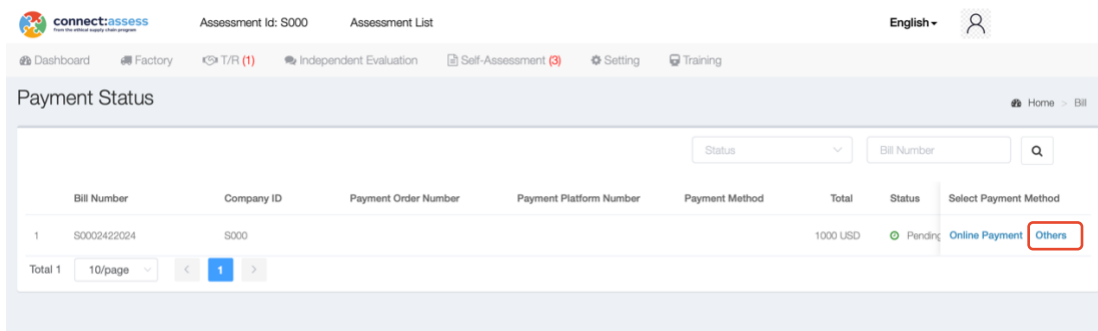 connect:assess Assessment Id: S000 Assessment List English
From the ethical supply chain program
Dashboard Factory T/R (1) Independent Evaluation Self-Assessment (3) Setting Training
Payment Status
Home > Bill
Status Bill Number
Bill Number Company ID Payment Order Number Payment Platform Number Payment Method Total Status Select Payment Method
1 S0002422024 S000 1000 USD Pending Online Payment Others
Total 1 10/page < 1 >